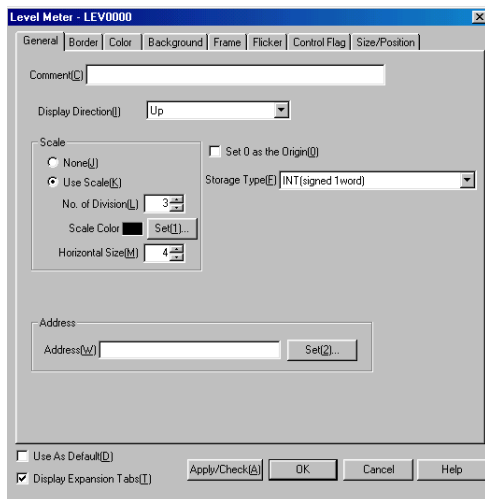 Level Meter - LEV0000
General Border Color Background Frame Flicker Control Flag Size/Position
Comment(C)
Display Direction(I) Up
Scale
None(J)
Set 0 as the Origin(0)
Use Scale(K)
Storage Type(F) INT(signed 1word)
No. of Division(L) 3
Scale Color Set(1)...
Horizontal Size(M) 4
Address
Address(W) Set(2)...
Use As Default(D)
Display Expansion Tabs(T)
Apply/Check(A) OK Cancel Help